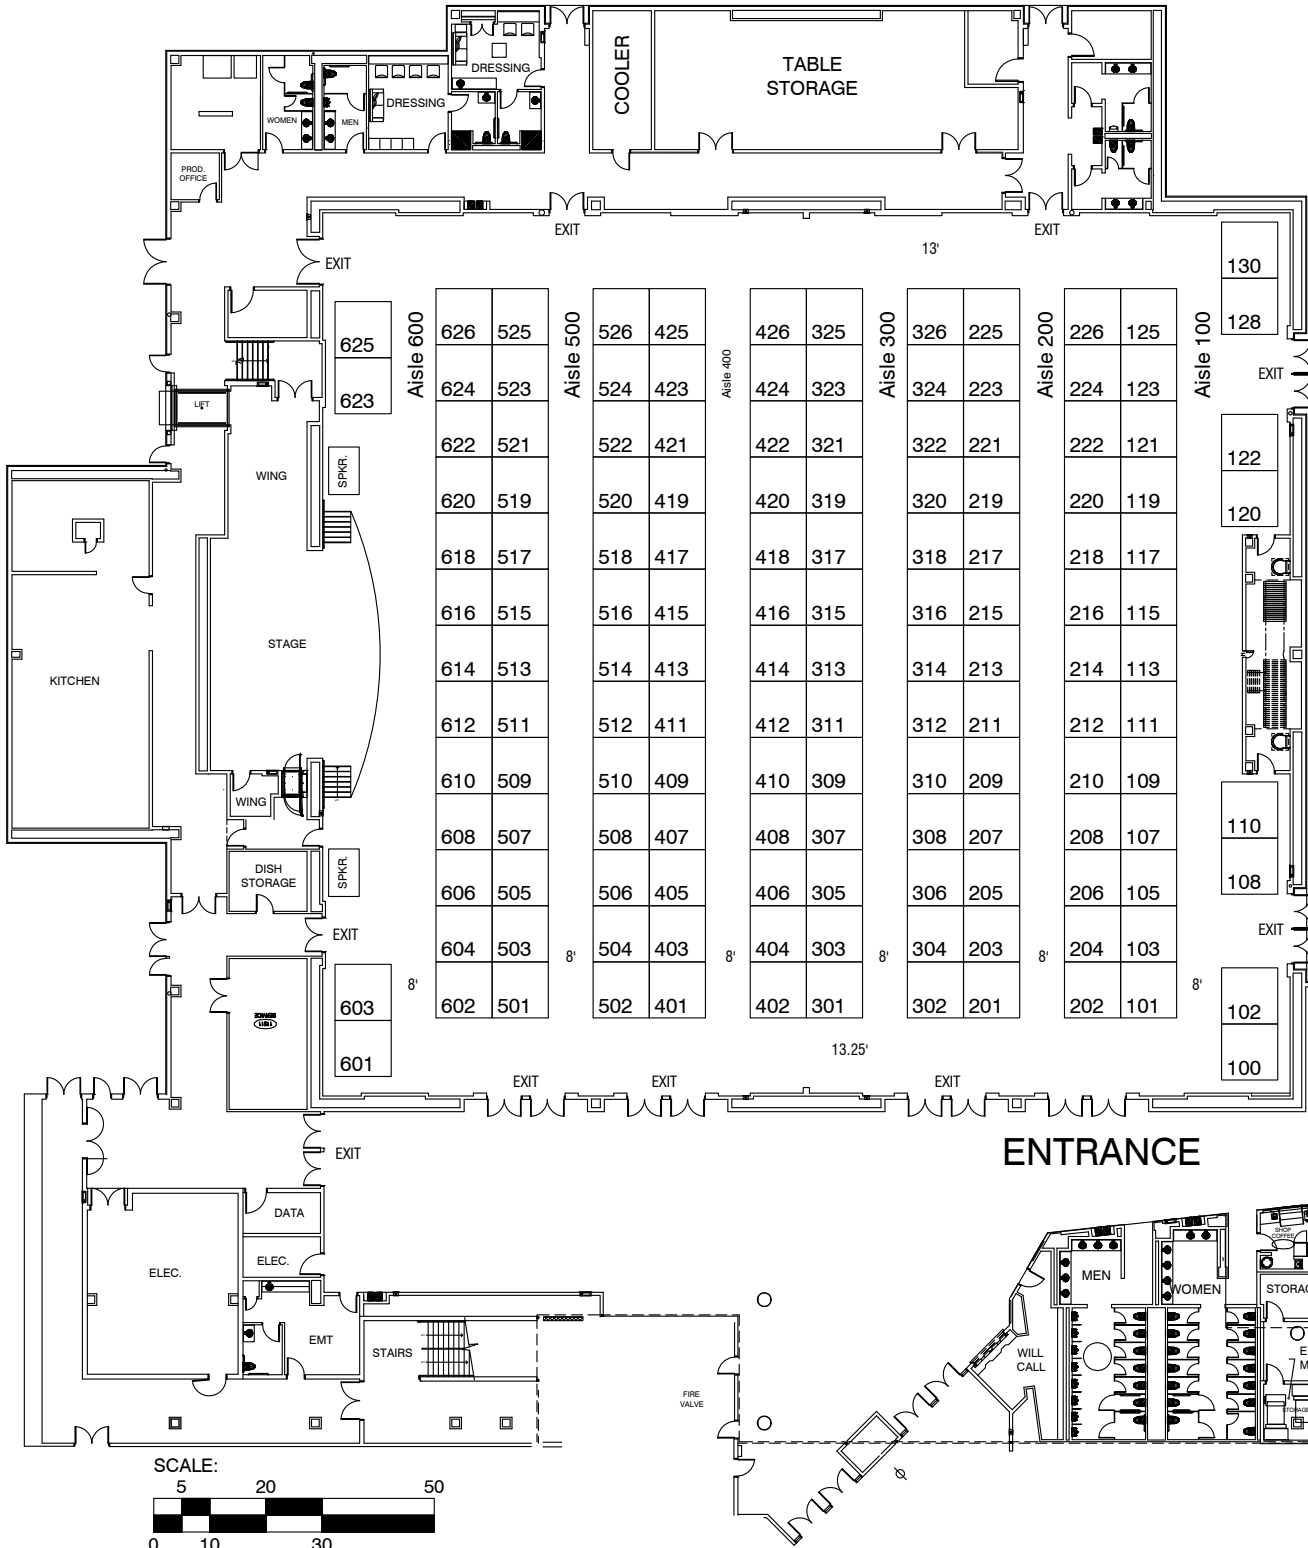 COOLER
TABLE
STORAGE
DRESSING
DRESSING
WOMEN
MEN
PROD.
OFFICE
EXIT
EXIT
13'
EXIT
130
128
EXIT
Aisle 600
Aisle 500
Aisle 400
Aisle 300
Aisle 200
Aisle 100
625
623
626 525 526 425 426 325 326 225 226 125
624 523 524 423 424 323 324 223 224 123
622 521 522 421 422 321 322 221 222 121
620 519 520 419 420 319 320 219 220 119
618 517 518 417 418 317 318 217 218 117
616 515 516 415 416 315 316 215 216 115
614 513 514 413 414 313 314 213 214 113
612 511 512 411 412 311 312 211 212 111
610 509 510 409 410 309 310 209 210 109
608 507 508 407 408 307 308 207 208 107
606 505 506 405 406 305 306 205 206 105
604 503 504 403 404 303 304 203 204 103
602 501 502 401 402 301 302 201 202 101
122
120
110
108
EXIT
102
100
LIFT
WING
SPKR.
STAGE
KITCHEN
WING
SPKR.
DISH
STORAGE
EXIT
8'
8'
8'
8'
8'
8'
603
601
SERVICE
13.25'
EXIT
EXIT
EXIT
ENTRANCE
EXIT
DATA
ELEC.
ELEC.
EMT
STAIRS
FIRE
VALVE
WILL
CALL
MEN
WOMEN
SHOP
COFFEE
STORAG
E
M
STORAGE
SCALE:
5 20 50
0 10 30